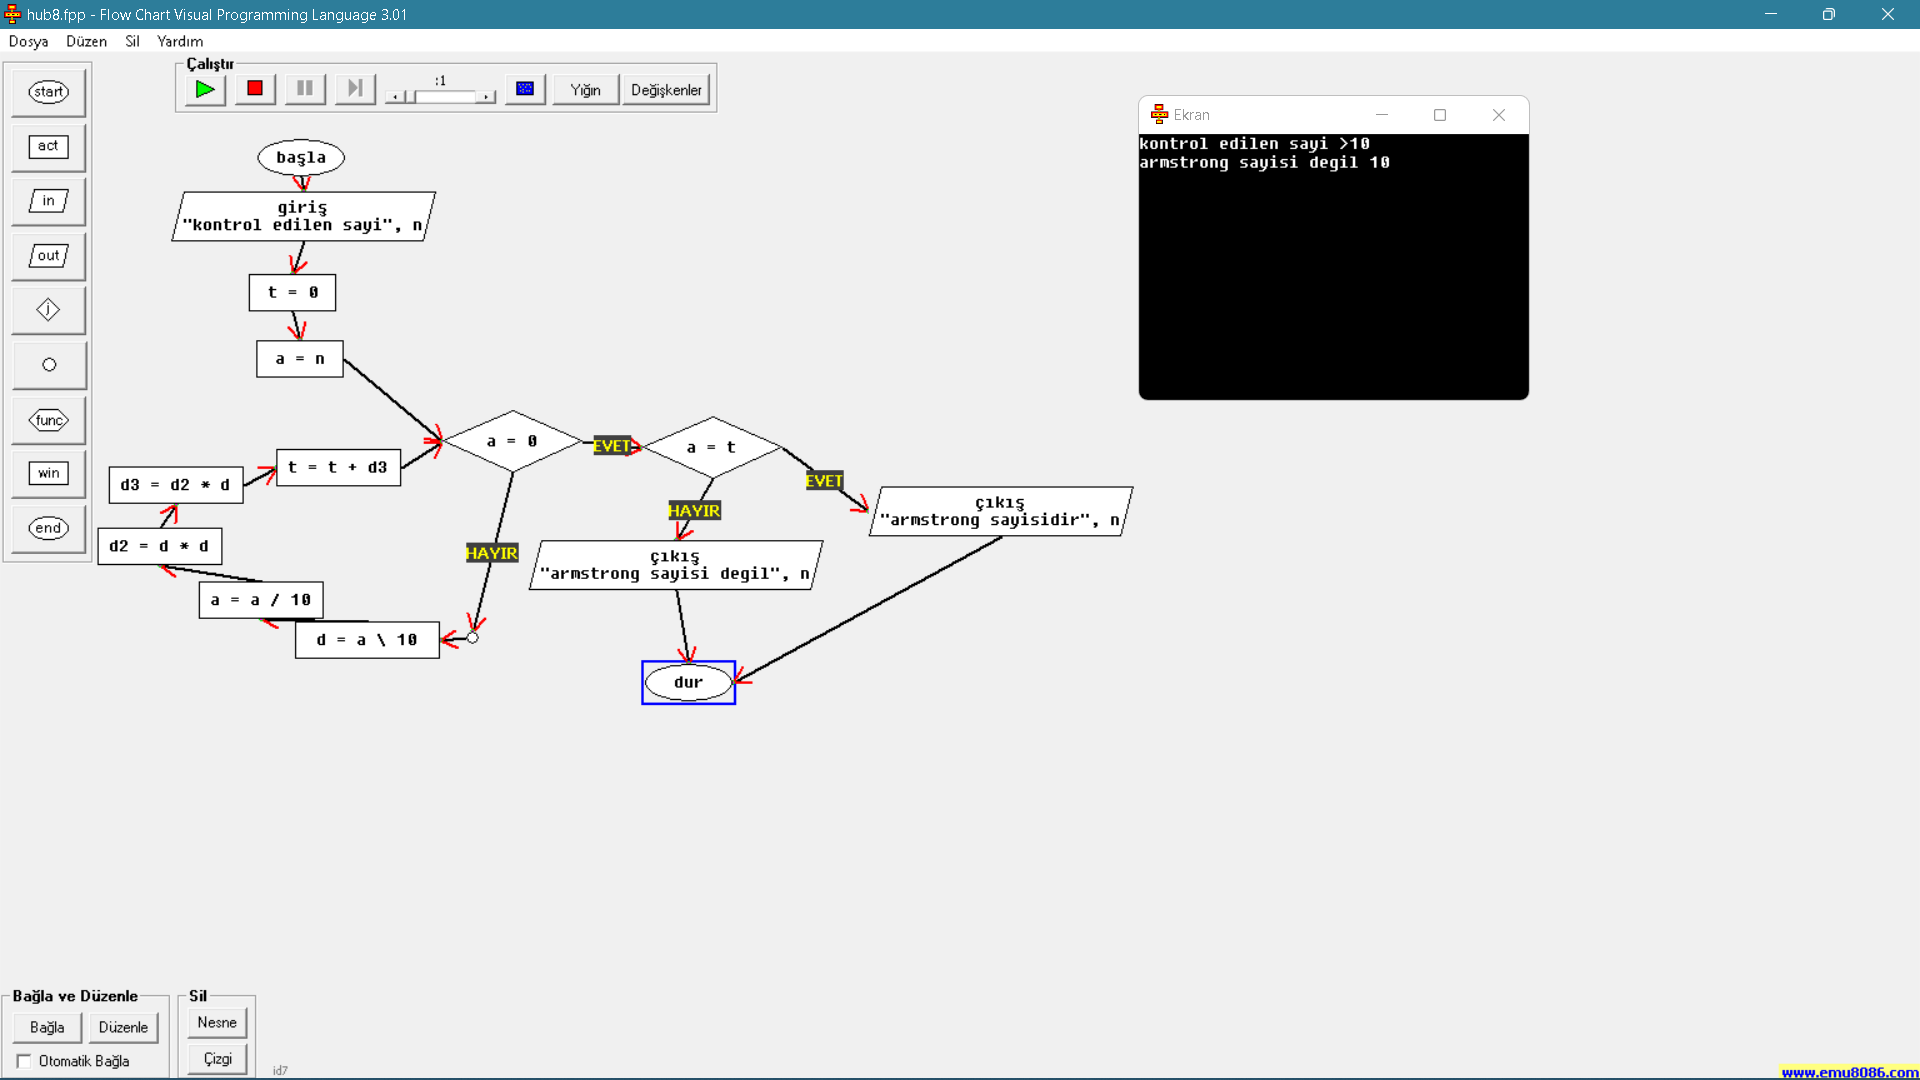 hub8.fpp - Flow Chart Visual Programming Language 3.01
Dosya Düzen Sil Yardım
Çalıştır
:1
Yığın
Değişkenler
start
act
in
out
j
func
win
end
başla
giriş
"kontrol edilen sayi", n
t = 0
a = n
a = 0
EVET
a = t
EVET
HAYIR
HAYIR
t = t + d3
d3 = d2 * d
d2 = d * d
a = a / 10
d = a \ 10
çıkış
"armstrong sayisidir", n
çıkış
"armstrong sayisi degil", n
dur
Ekran
kontrol edilen sayi >10
armstrong sayisi degil 10
Bağla ve Düzenle
Bağla
Düzenle
Otomatik Bağla
Sil
Nesne
Çizgi
id7
www.emu8086.com